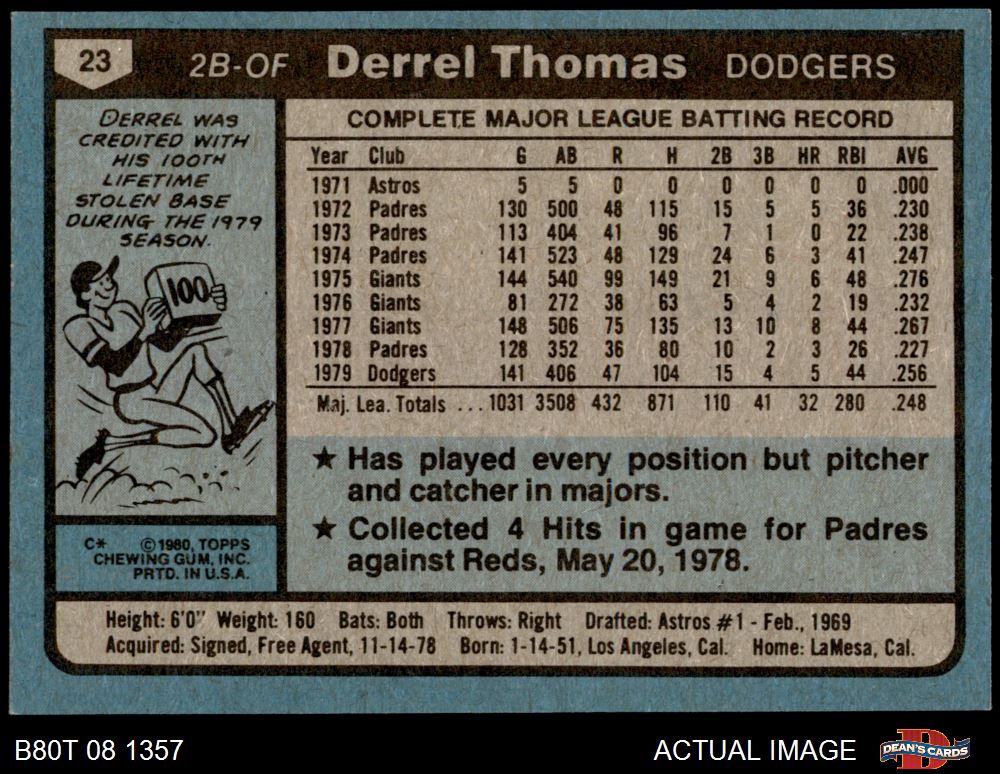 23 2B-OF Derrel Thomas DODGERS
DERREL WAS
CREDITED WITH
HIS 100TH
LIFETIME
STOLEN BASE
DURING THE 1979
SEASON.
100
COMPLETE MAJOR LEAGUE BATTING RECORD
Year Club G AB R H 2B 3B HR RBI AVG
1971 Astros 5 5 0 0 0 0 0 0 .000
1972 Padres 130 500 48 115 15 5 5 36 .230
1973 Padres 113 404 41 96 7 1 0 22 .238
1974 Padres 141 523 48 129 24 6 3 41 .247
1975 Giants 144 540 99 149 21 9 6 48 .276
1976 Giants 81 272 38 63 5 4 2 19 .232
1977 Giants 148 506 75 135 13 10 8 44 .267
1978 Padres 128 352 36 80 10 2 3 26 .227
1979 Dodgers 141 406 47 104 15 4 5 44 .256
Maj. Lea. Totals ... 1031 3508 432 871 110 41 32 280 .248
★ Has played every position but pitcher
and catcher in majors.
★ Collected 4 Hits in game for Padres
against Reds, May 20, 1978.
C* ©1980, TOPPS
CHEWING GUM, INC.
PRTD. IN U.S.A.
Height: 6'0" Weight: 160 Bats: Both Throws: Right Drafted: Astros #1 - Feb., 1969
Acquired: Signed, Free Agent, 11-14-78 Born: 1-14-51, Los Angeles, Cal. Home: LaMesa, Cal.
B80T 08 1357 ACTUAL IMAGE DEAN'S CARDS